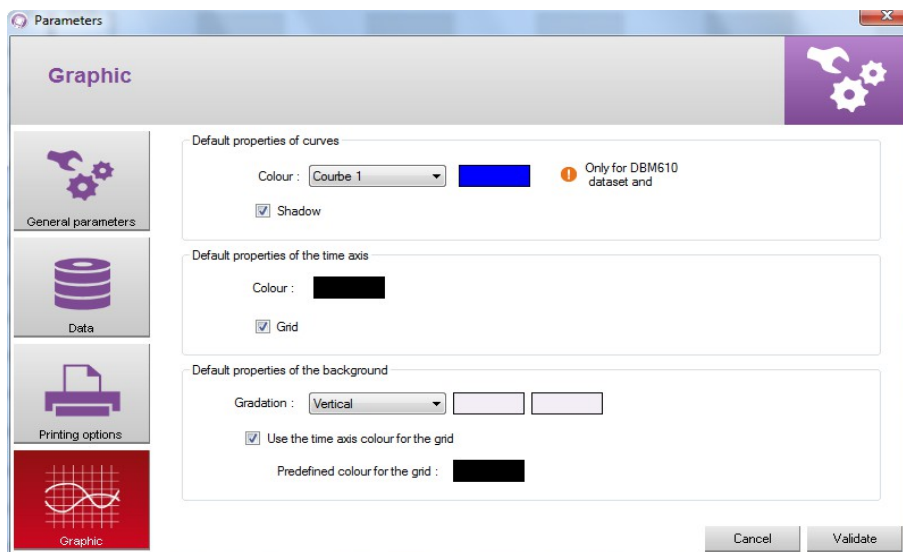 Parameters
Graphic
General parameters
Data
Printing options
Graphic
Default properties of curves
Colour : Courbe 1
Only for DBM610
dataset and
Shadow
Default properties of the time axis
Colour :
Grid
Default properties of the background
Gradation : Vertical
Use the time axis colour for the grid
Predefined colour for the grid :
Cancel Validate